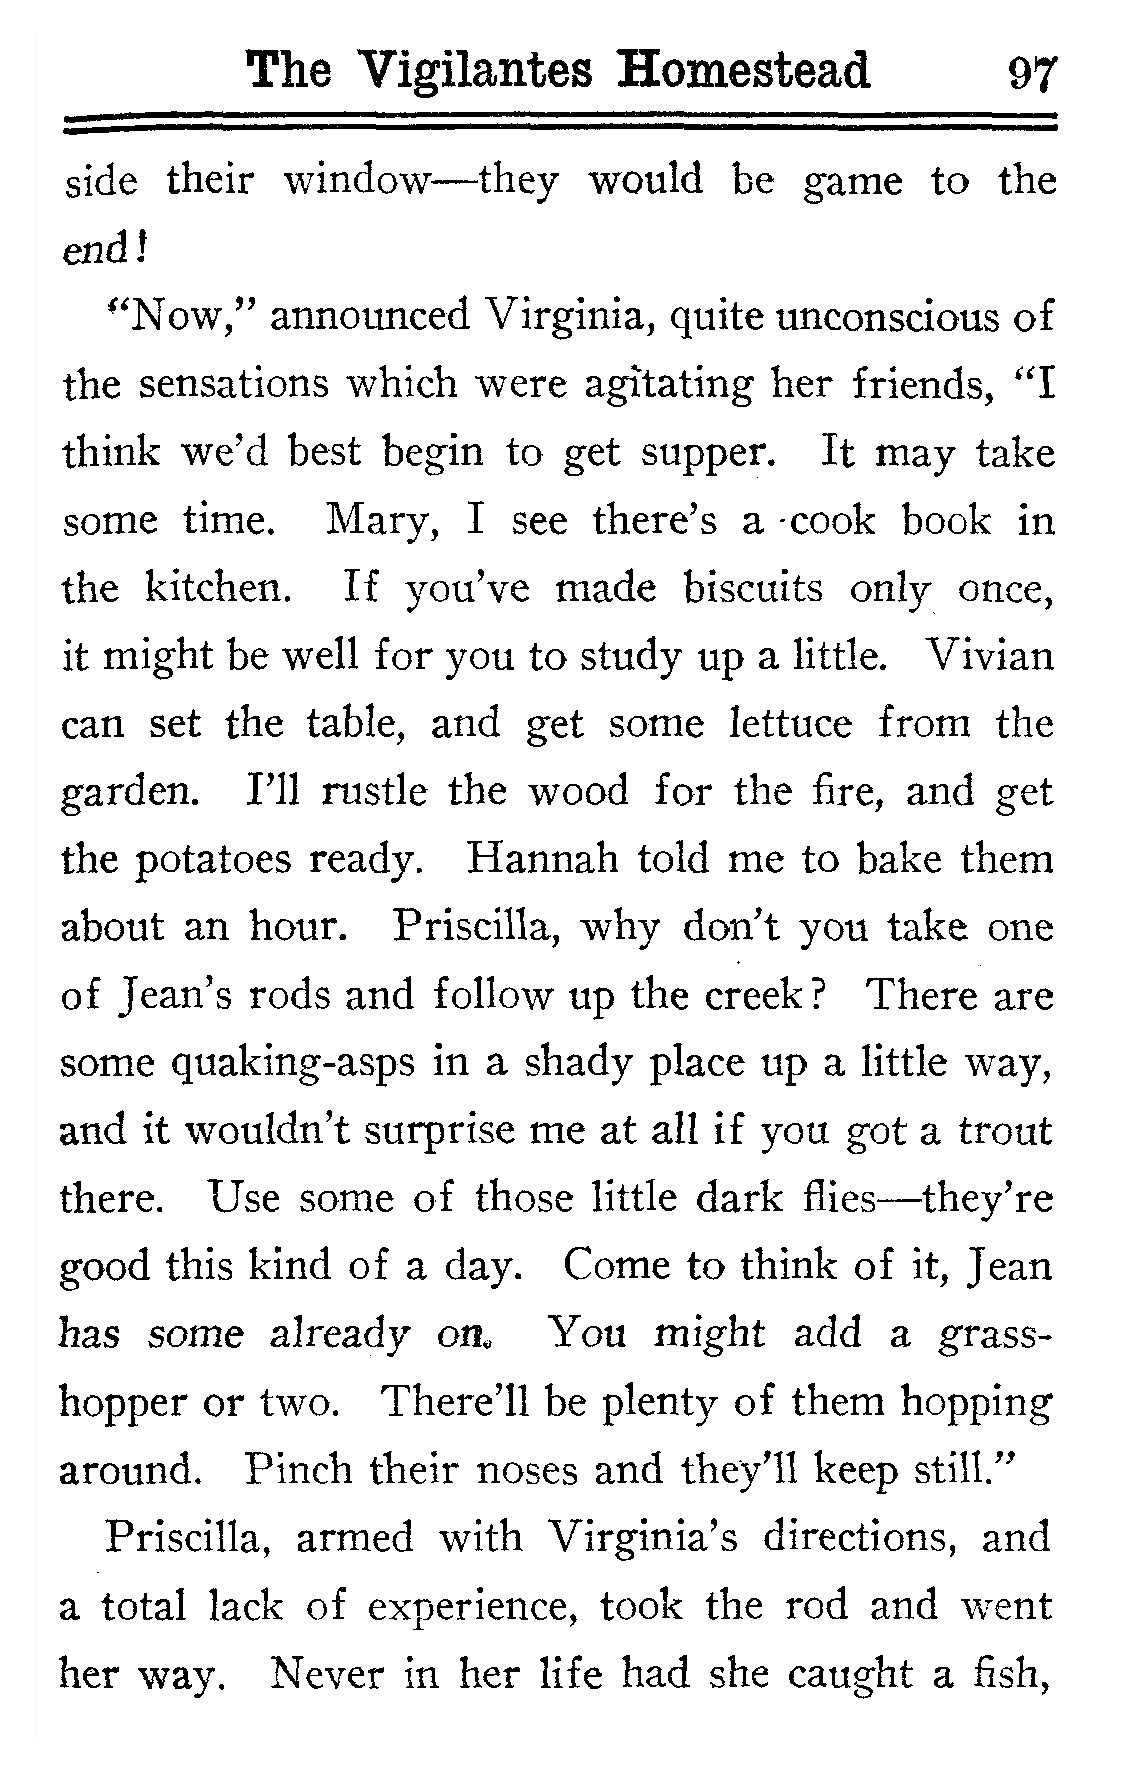 The Vigilantes Homestead 97
side their window—they would be game to the
end!
"Now," announced Virginia, quite unconscious of
the sensations which were agitating her friends, "I
think we'd best begin to get supper. It may take
some time. Mary, I see there's a cook book in
the kitchen. If you've made biscuits only once,
it might be well for you to study up a little. Vivian
can set the table, and get some lettuce from the
garden. I'll rustle the wood for the fire, and get
the potatoes ready. Hannah told me to bake them
about an hour. Priscilla, why don't you take one
of Jean's rods and follow up the creek? There are
some quaking-asps in a shady place up a little way,
and it wouldn't surprise me at all if you got a trout
there. Use some of those little dark flies—they're
good this kind of a day. Come to think of it, Jean
has some already on. You might add a grass-
hopper or two. There'll be plenty of them hopping
around. Pinch their noses and they'll keep still."
Priscilla, armed with Virginia's directions, and
a total lack of experience, took the rod and went
her way. Never in her life had she caught a fish,